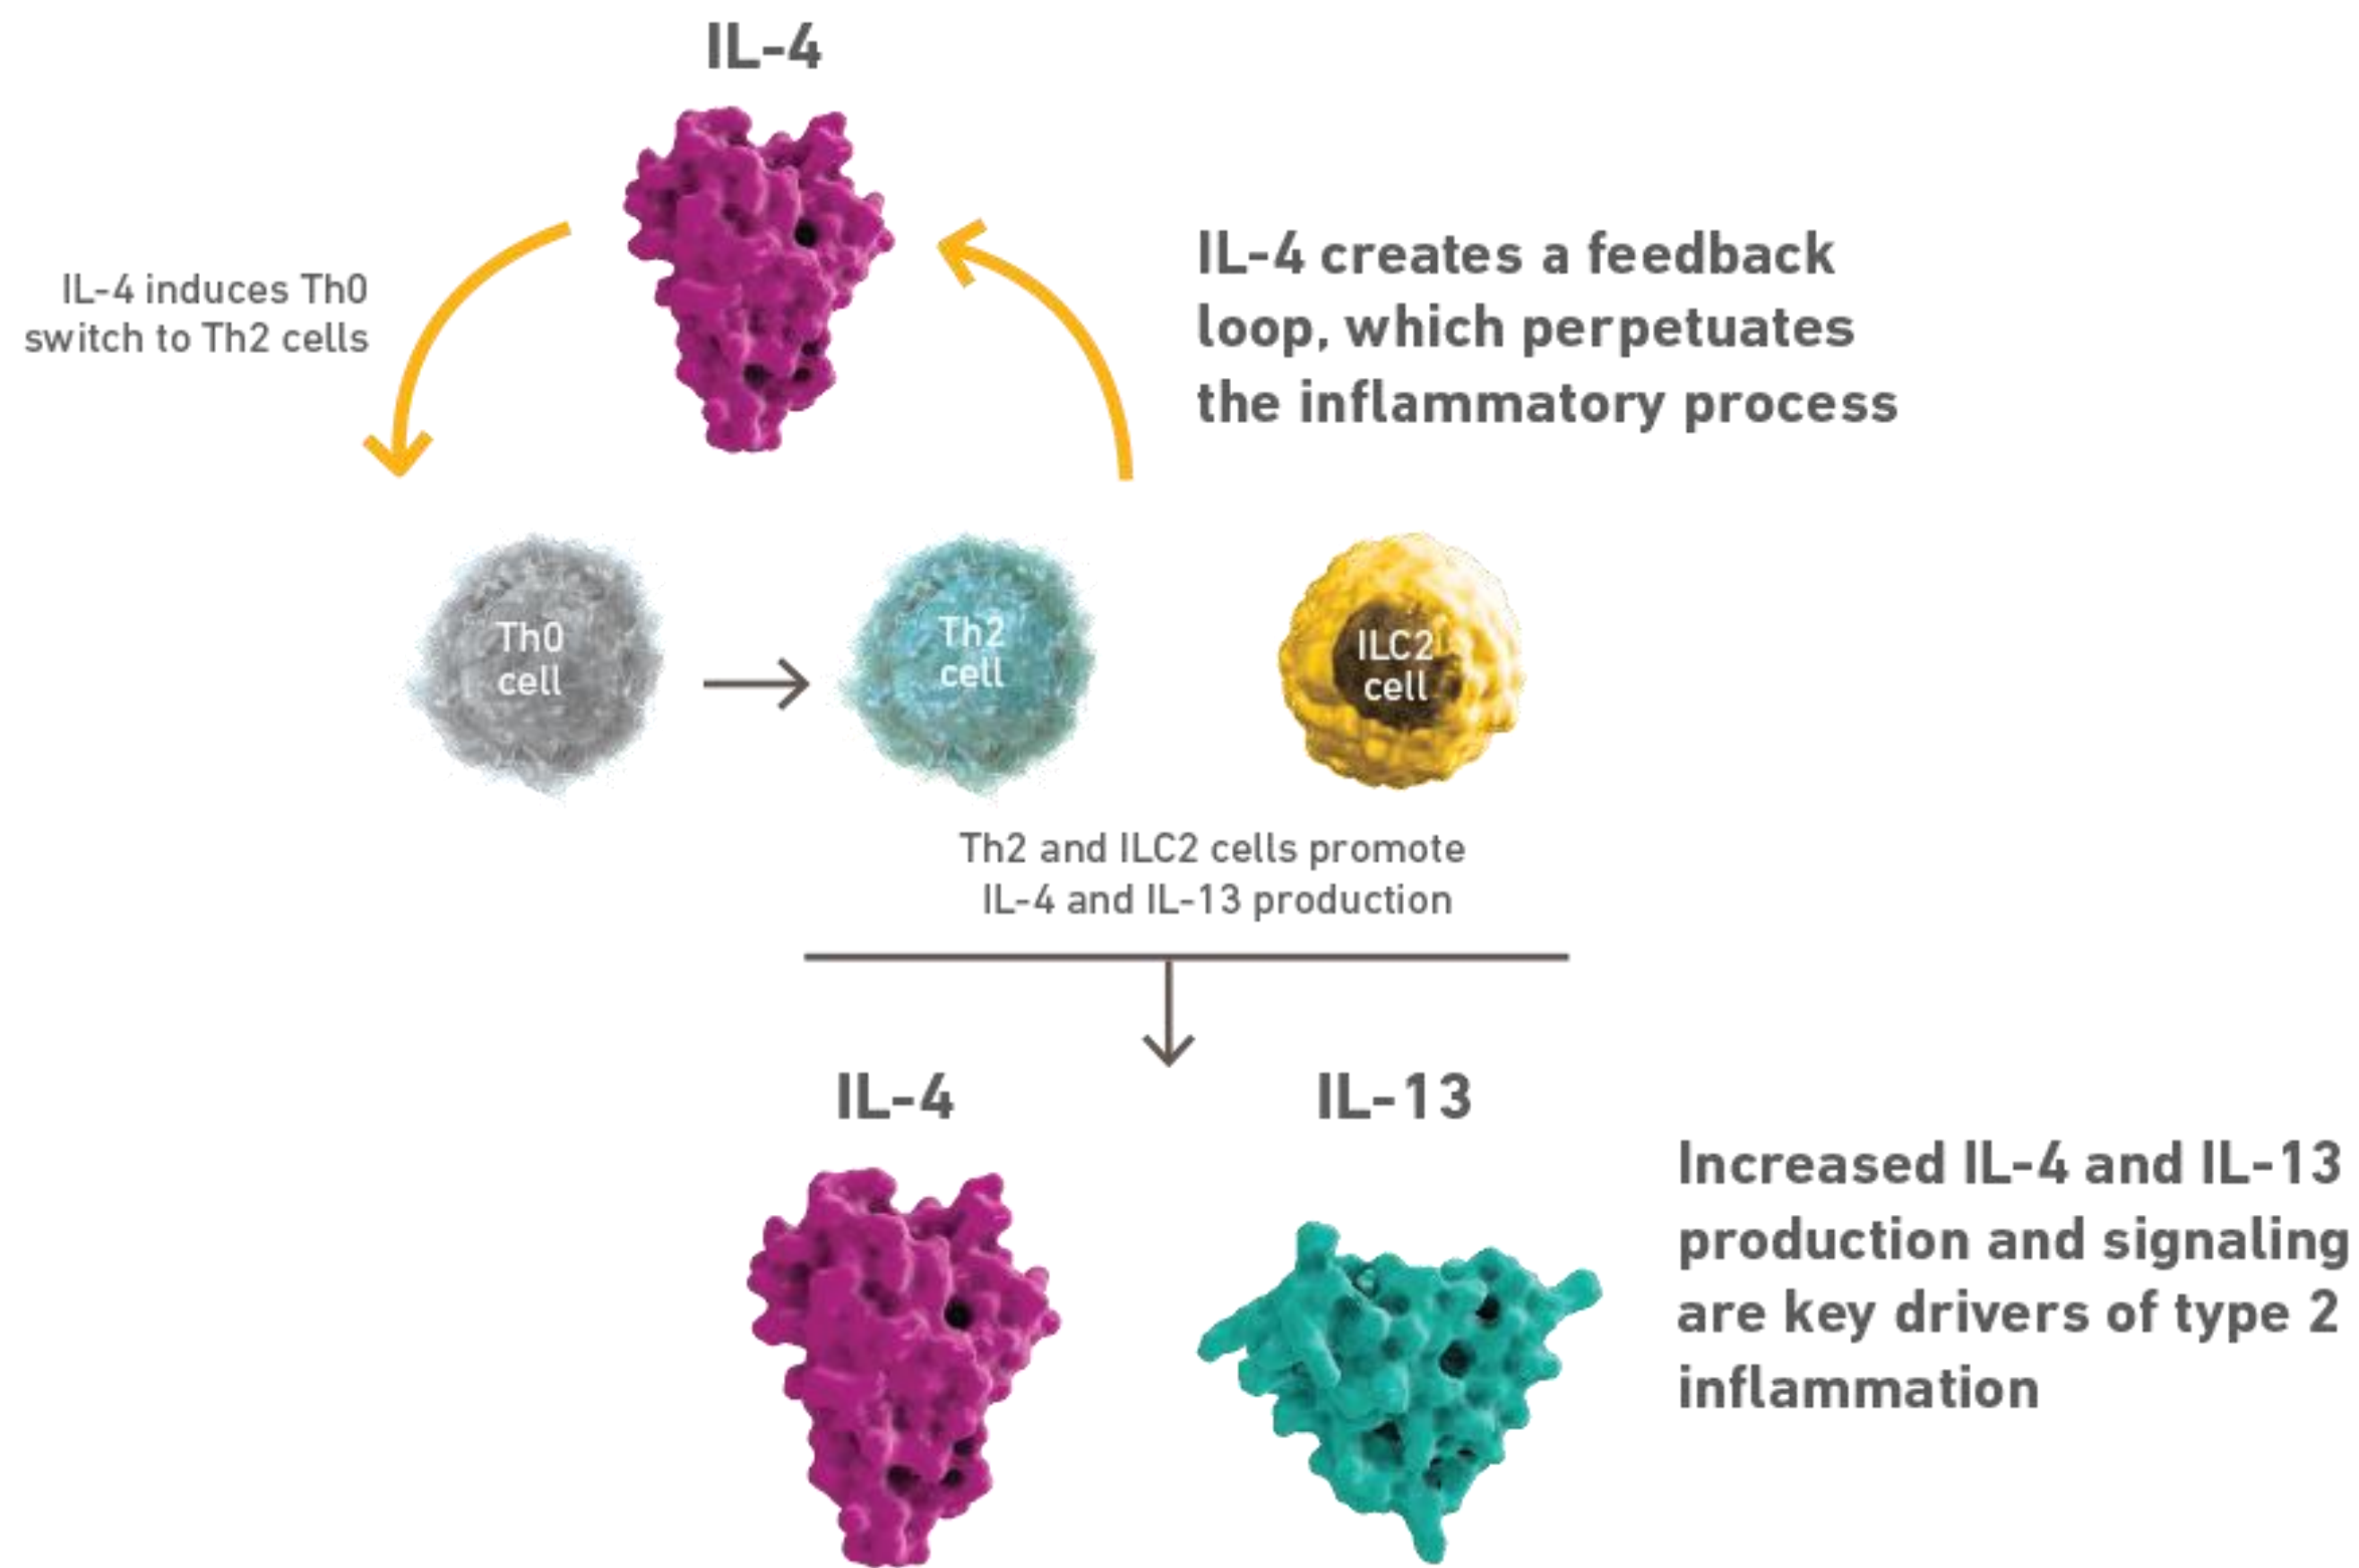 IL-4
IL-4 induces Th0
switch to Th2 cells
IL-4 creates a feedback
loop, which perpetuates
the inflammatory process
Th0
cell
Th2
cell
ILC2
cell
Th2 and ILC2 cells promote
IL-4 and IL-13 production
IL-4
IL-13
Increased IL-4 and IL-13
production and signaling
are key drivers of type 2
inflammation